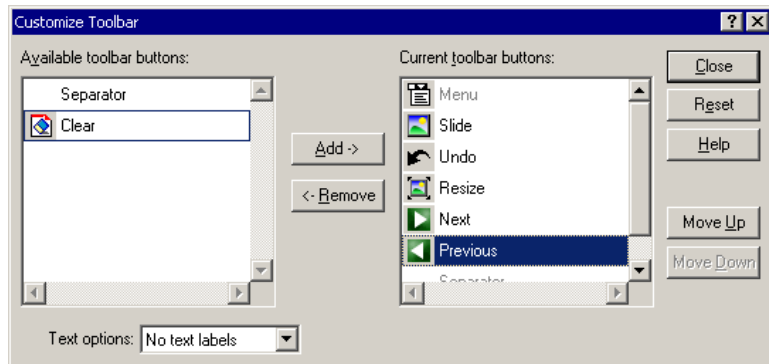 Customize Toolbar
Available toolbar buttons:
Separator
Clear
Add ->
<- Remove
Current toolbar buttons:
Menu
Slide
Undo
Resize
Next
Previous
Separator
Close
Reset
Help
Move Up
Move Down
Text options: No text labels